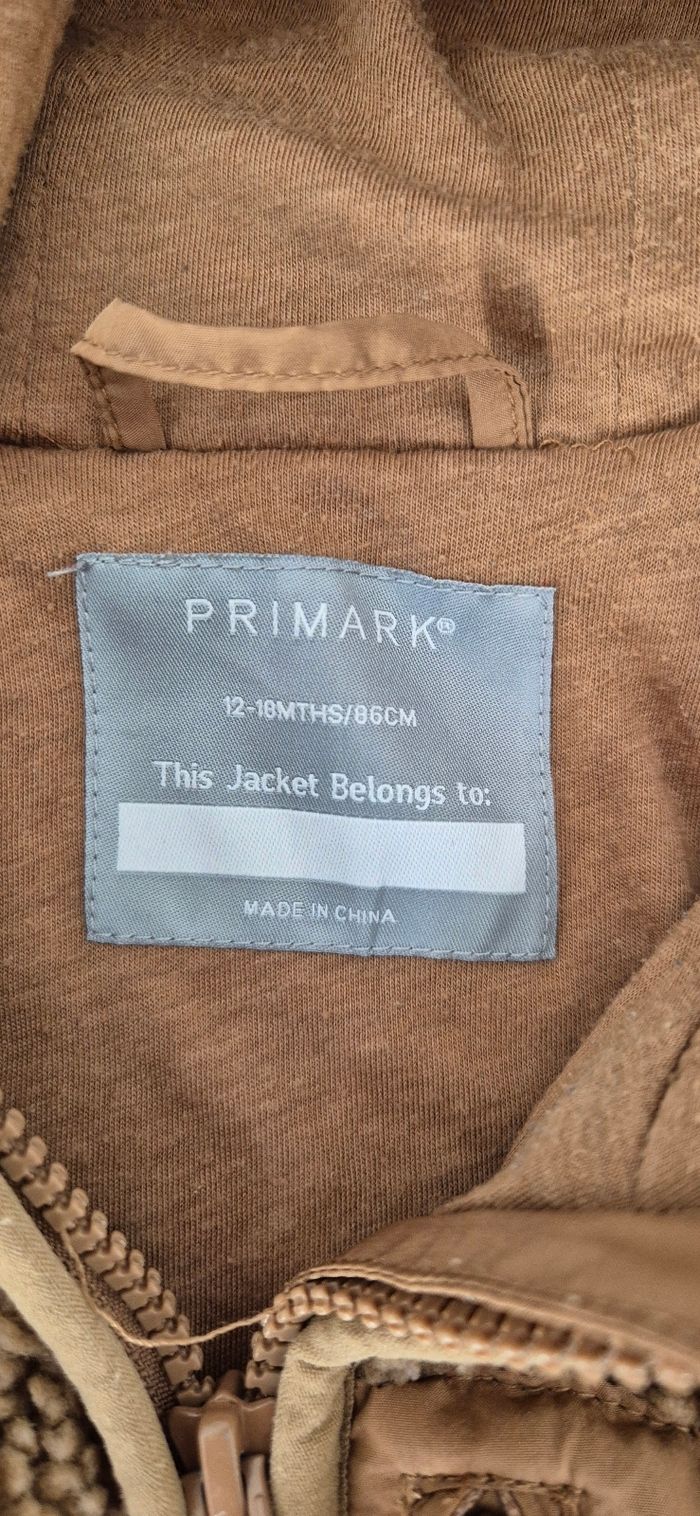 PRIMARK®
12-18MTHS/86CM
This Jacket Belongs to:
MADE IN CHINA